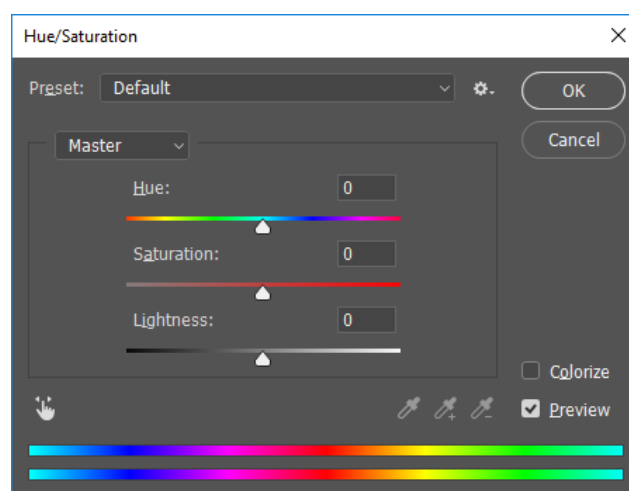 Hue/Saturation
Preset: Default
OK
Cancel
Master
Hue: 0
Saturation: 0
Lightness: 0
Colorize
Preview